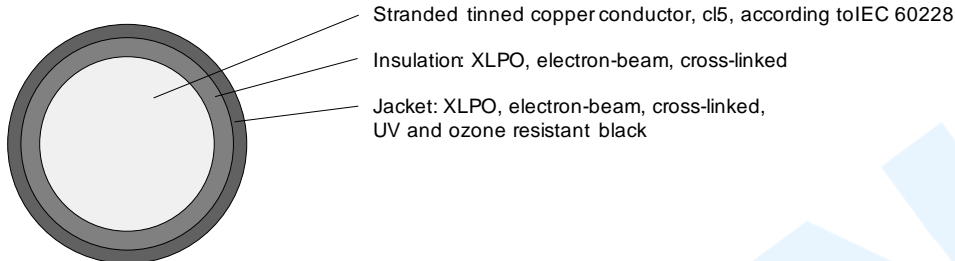 Stranded tinned copper conductor, cl5, according toIEC 60228
Insulation: XLPO, electron-beam, cross-linked
Jacket: XLPO, electron-beam, cross-linked,
UV and ozone resistant black